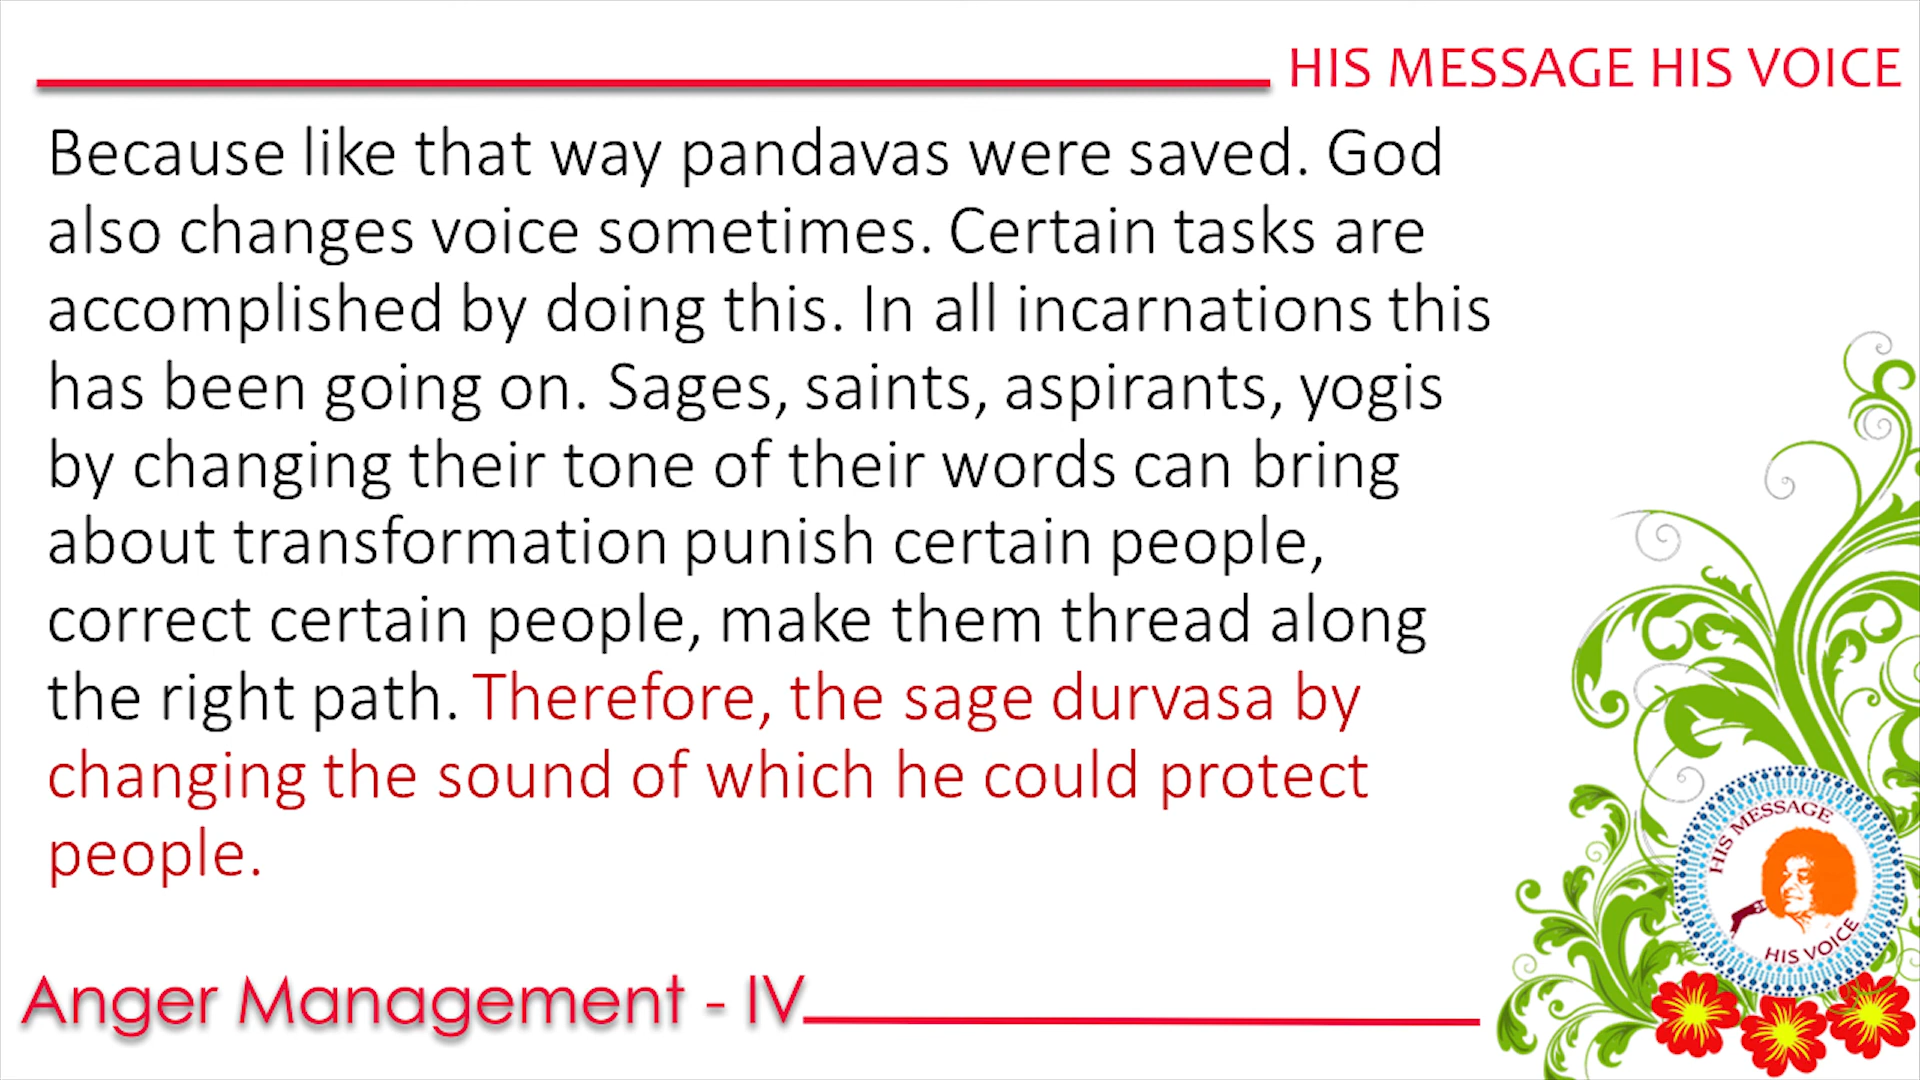 HIS MESSAGE HIS VOICE
Because like that way pandavas were saved. God
also changes voice sometimes. Certain tasks are
accomplished by doing this. In all incarnations this
has been going on. Sages, saints, aspirants, yogis
by changing their tone of their words can bring
about transformation punish certain people,
correct certain people, make them thread along
the right path. Therefore, the sage durvasa by
changing the sound of which he could protect
people.
HIS MESSAGE
HIS VOICE
Anger Management - IV